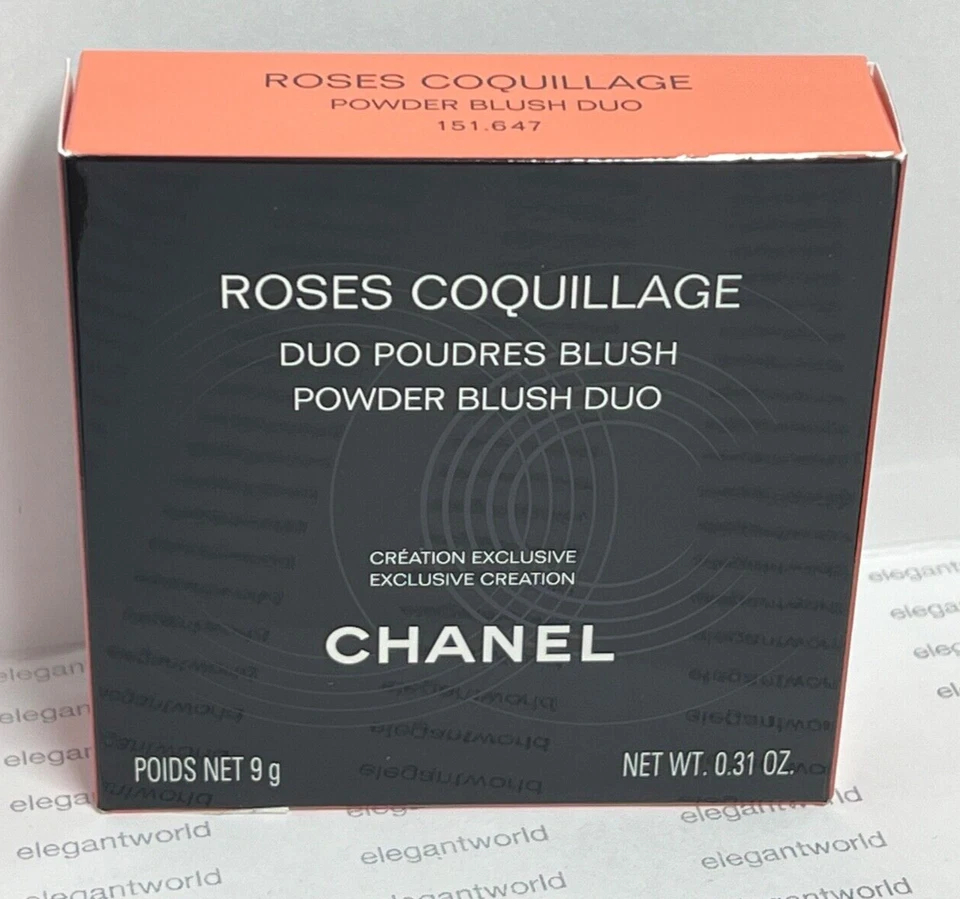 ROSES COQUILLAGE
POWDER BLUSH DUO
151.647
ROSES COQUILLAGE
DUO POUDRES BLUSH
POWDER BLUSH DUO
CRÉATION EXCLUSIVE
EXCLUSIVE CREATION
CHANEL
POIDS NET 9 g
NET WT. 0.31 OZ.
elegantworld
elegantworld
elegantworld
elegantworld
elegantworld